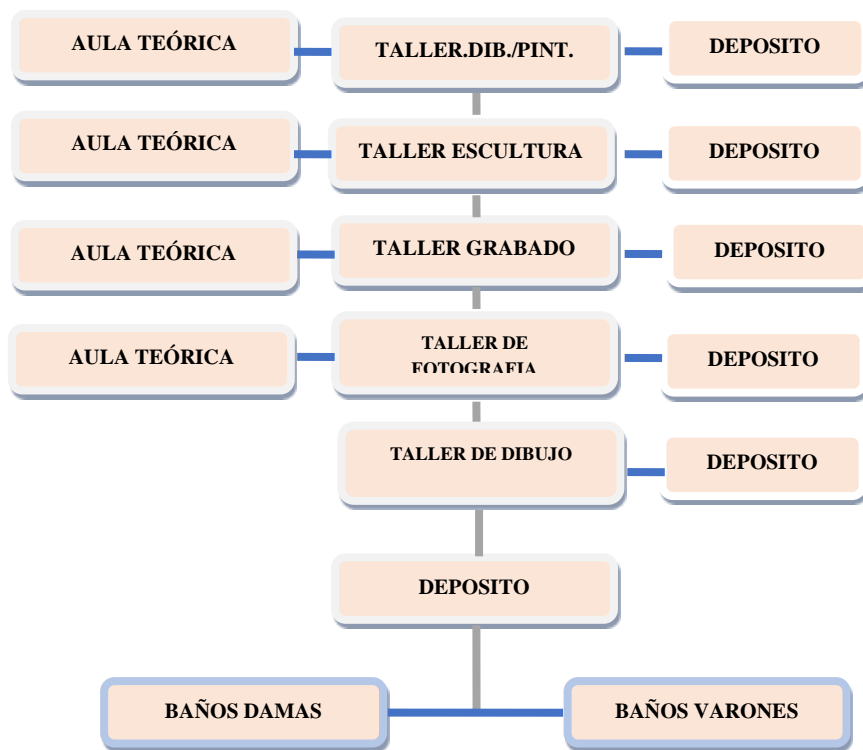 AULA TEÓRICA
TALLER.DIB./PINT.
DEPOSITO
AULA TEÓRICA
TALLER ESCULTURA
DEPOSITO
AULA TEÓRICA
TALLER GRABADO
DEPOSITO
AULA TEÓRICA
TALLER DE
FOTOGRAFIA
DEPOSITO
TALLER DE DIBUJO
DEPOSITO
DEPOSITO
BAÑOS DAMAS
BAÑOS VARONES